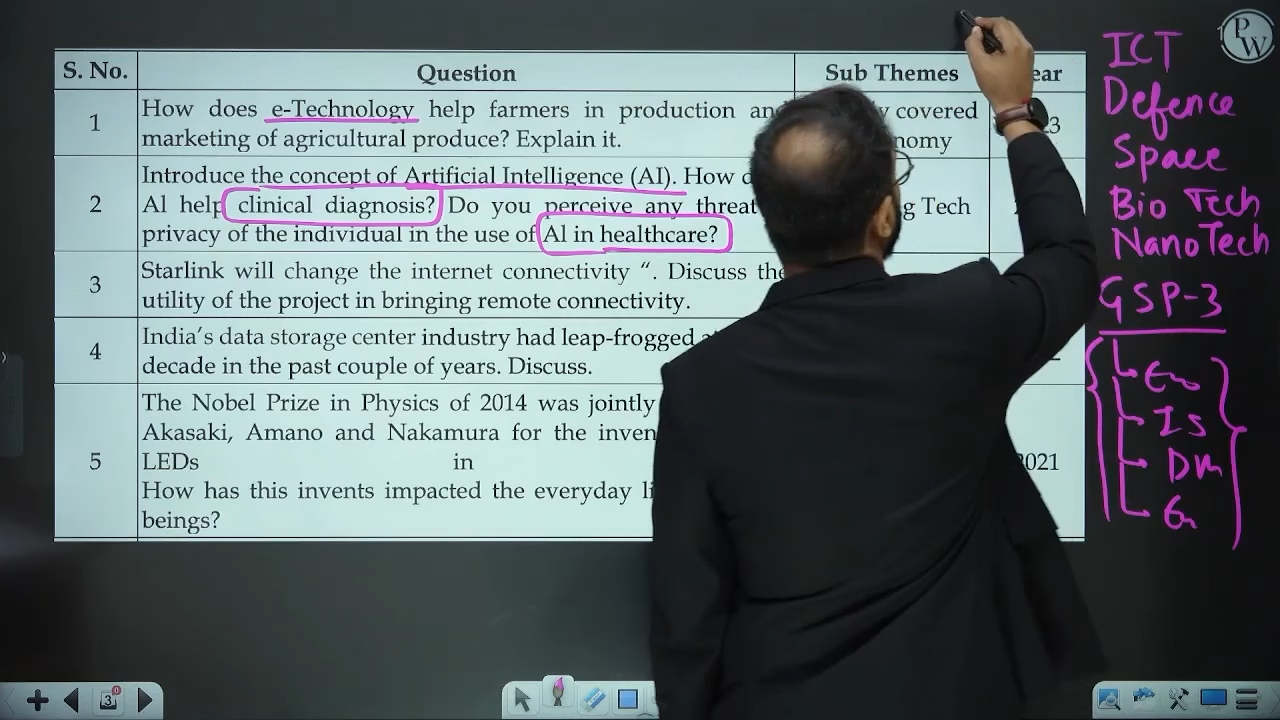 S. No.
Question
Sub Themes
1
How does e-Technology help farmers in production
marketing of agricultural produce? Explain it.
covered
2
Introduce the concept of Artificial Intelligence (AI). How
AI help clinical diagnosis? Do you perceive any threat
privacy of the individual in the use of AI in healthcare?
Tech
3
Starlink will change the internet connectivity “. Discuss the
utility of the project in bringing remote connectivity.
4
India’s data storage center industry had leap-frogged
decade in the past couple of years. Discuss.
5
The Nobel Prize in Physics of 2014 was jointly
Akasaki, Amano and Nakamura for the
LEDs in
How has this invents impacted the everyday
beings?
2021
ICT
Defence
Space
Bio Tech
NanoTech
GSP-3
Is
Dm
PW
3
0